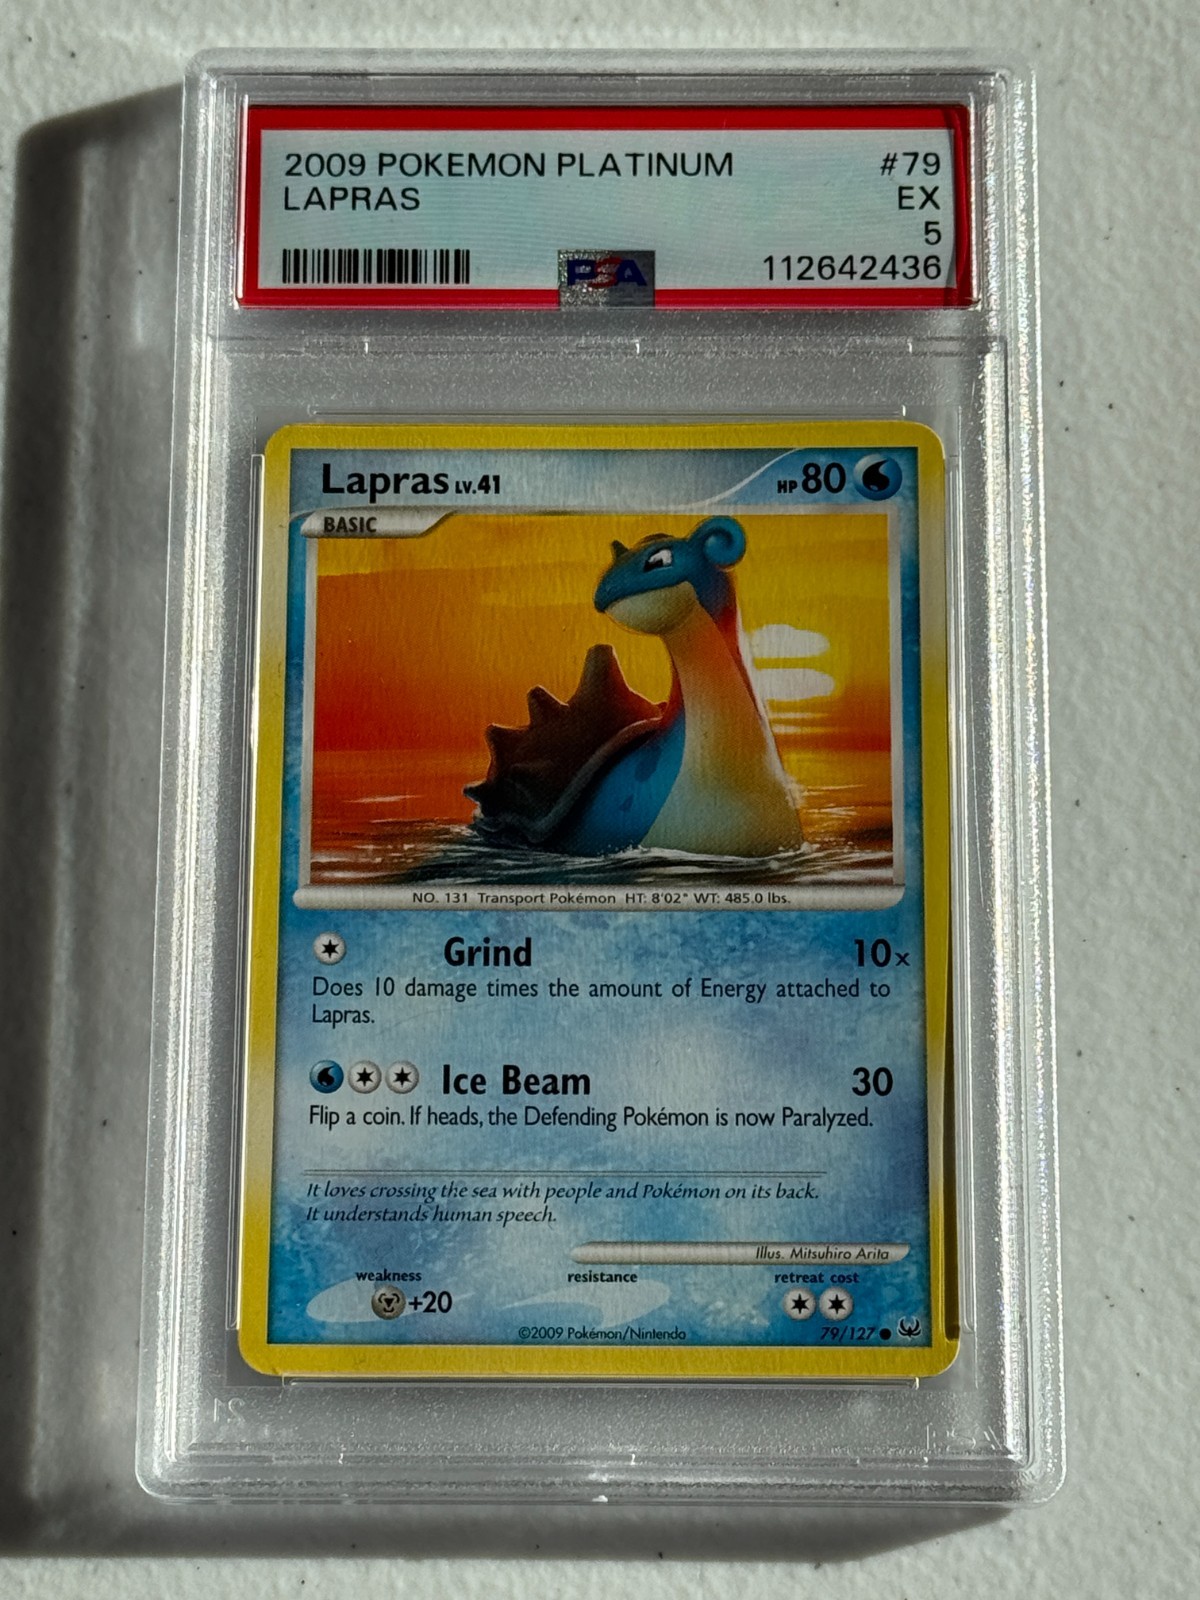 2009 POKEMON PLATINUM #79
LAPRAS EX
5
PSA 112642436
Lapras LV.41 HP 80
BASIC
NO. 131 Transport Pokémon HT: 8'02" WT: 485.0 lbs.
Grind 10x
Does 10 damage times the amount of Energy attached to
Lapras.
Ice Beam 30
Flip a coin. If heads, the Defending Pokémon is now Paralyzed.
It loves crossing the sea with people and Pokémon on its back.
It understands human speech.
Illus. Mitsuhiro Arita
weakness resistance retreat cost
+20
©2009 Pokémon/Nintendo 79/127